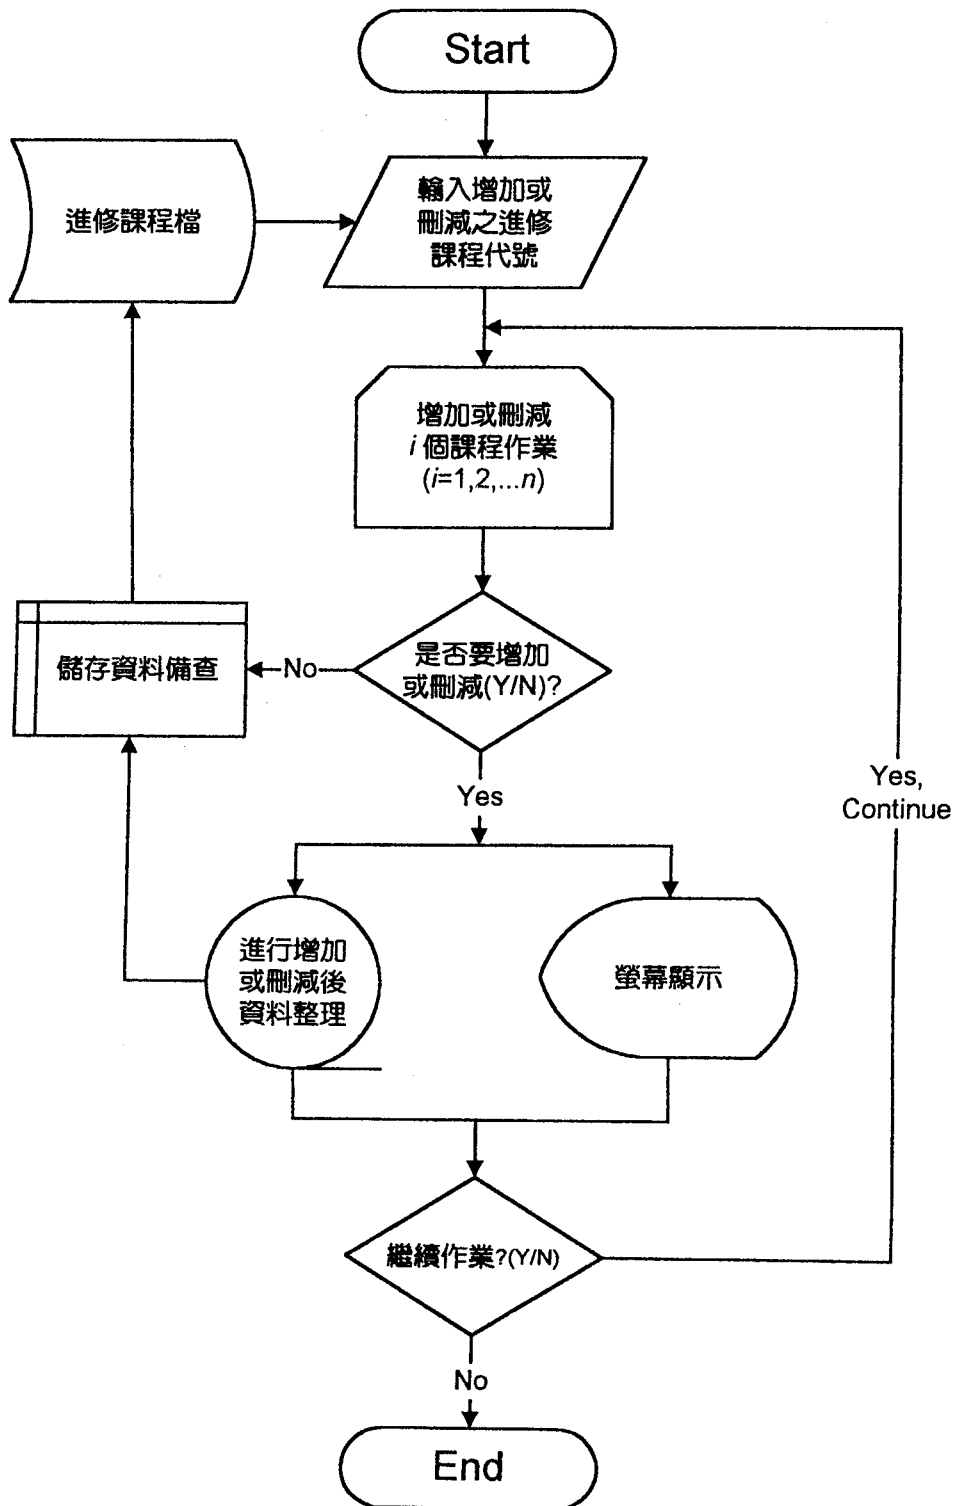 Start
進修課程檔
輸入增加或
刪減之進修
課程代號
增加或刪減
i 個課程作業
(i=1,2,...n)
是否要增加
或刪減(Y/N)?
No
儲存資料備查
Yes
Yes,
Continue
進行增加
或刪減後
資料整理
螢幕顯示
繼續作業?(Y/N)
No
End